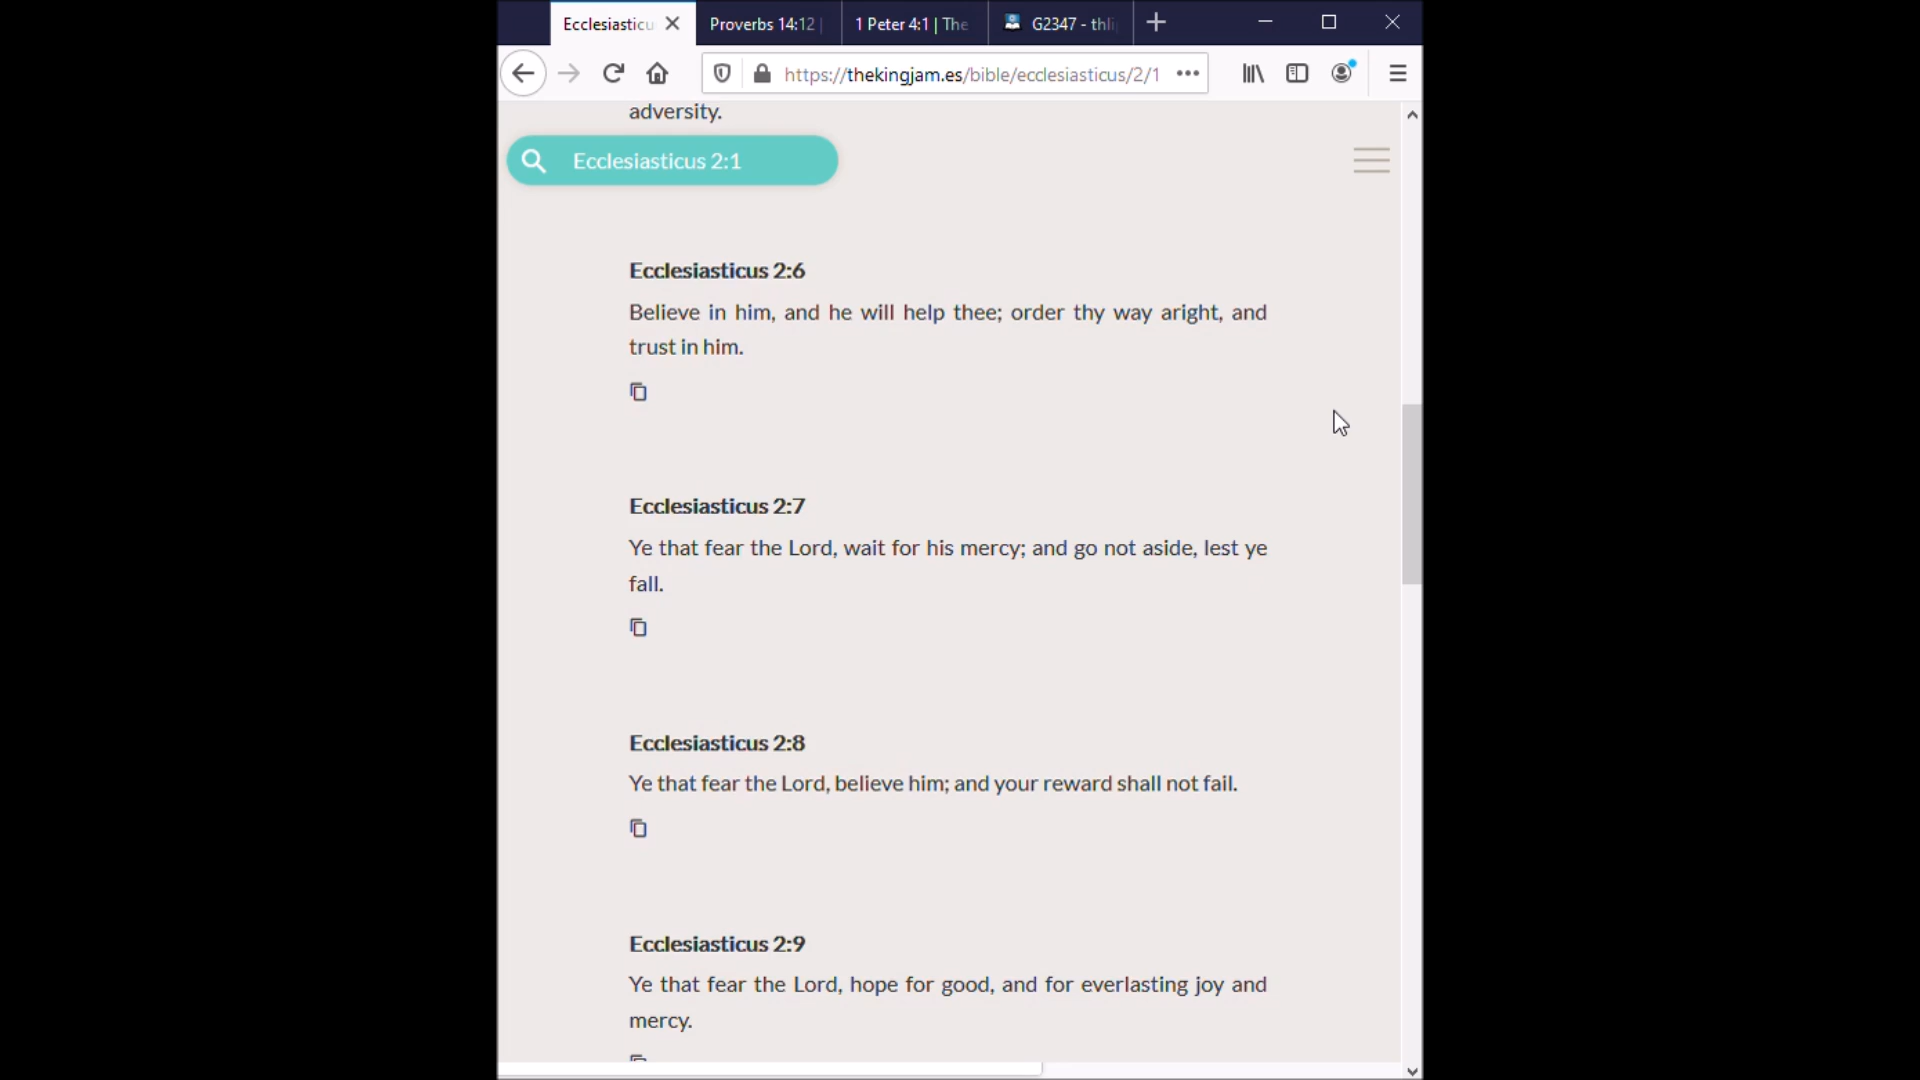 Ecclesiasticu
Proverbs 14:12 |
1 Peter 4:1 | The
G2347 - thli
https://thekingjam.es/bible/ecclesiasticus/2/1
adversity.
Ecclesiasticus 2:1
Ecclesiasticus 2:6
Believe in him, and he will help thee; order thy way aright, and
trust in him.
Ecclesiasticus 2:7
Ye that fear the Lord, wait for his mercy; and go not aside, lest ye
fall.
Ecclesiasticus 2:8
Ye that fear the Lord, believe him; and your reward shall not fail.
Ecclesiasticus 2:9
Ye that fear the Lord, hope for good, and for everlasting joy and
mercy.